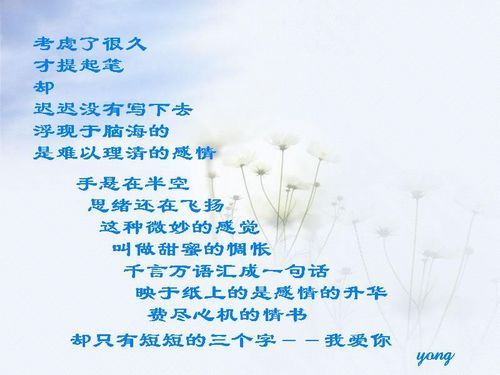 考虑了很久
才提起笔
却
迟迟没有写下去
浮现于脑海的
是难以理清的感情
手悬在半空
思绪还在飞扬
这种微妙的感觉
叫做甜蜜的惆怅
千言万语汇成一句话
映于纸上的是感情的升华
费尽心机的情书
却只有短短的三个字－－我爱你
yong